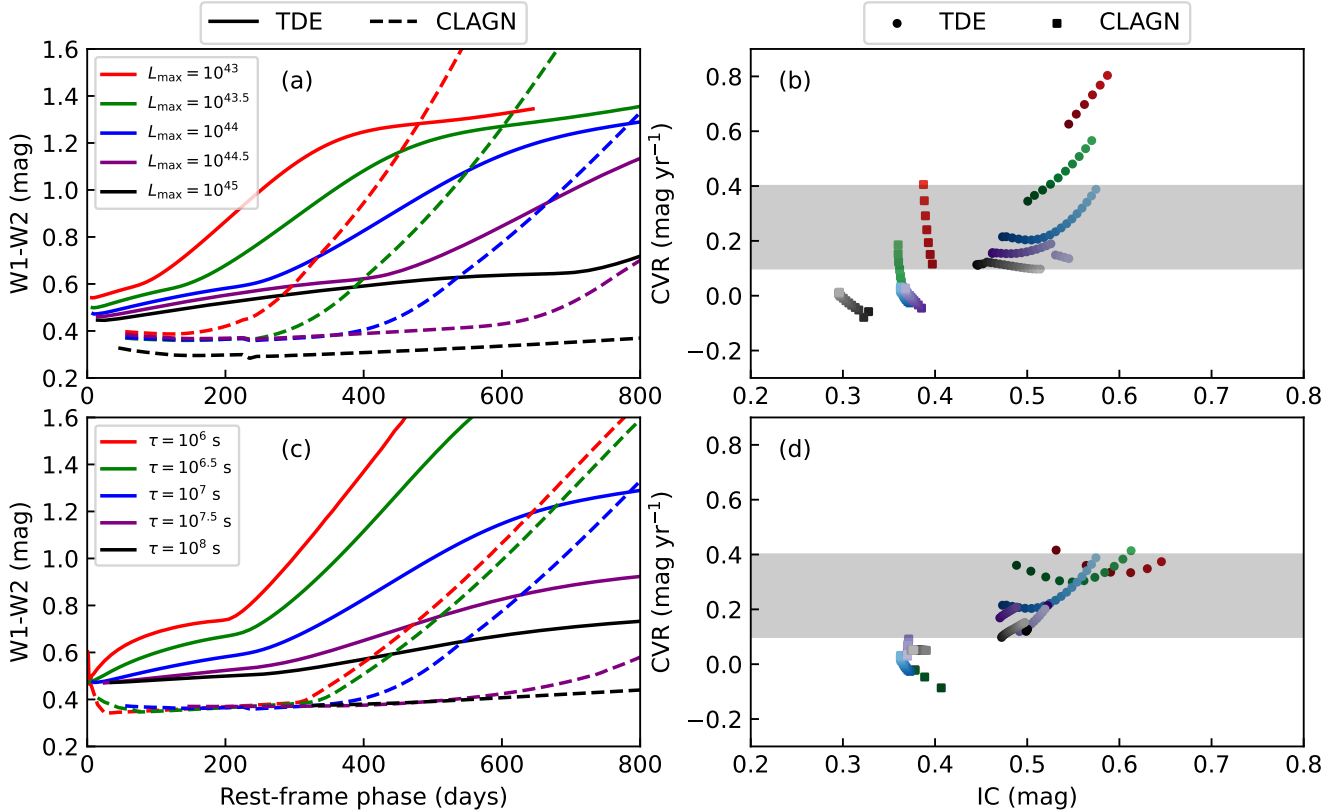 TDE CLAGN
TDE CLAGN
1.6
1.4
1.2
1.0
0.8
0.6
0.4
0.2
W1-W2 (mag)
L_max = 10^43
L_max = 10^43.5
L_max = 10^44
L_max = 10^44.5
L_max = 10^45
(a)
0 200 400 600 800
0.8
0.6
0.4
0.2
0.0
−0.2
CVR (mag yr⁻¹)
(b)
0.2 0.3 0.4 0.5 0.6 0.7 0.8
1.6
1.4
1.2
1.0
0.8
0.6
0.4
0.2
W1-W2 (mag)
τ = 10^6 s
τ = 10^6.5 s
τ = 10^7 s
τ = 10^7.5 s
τ = 10^8 s
(c)
0 200 400 600 800
Rest-frame phase (days)
0.8
0.6
0.4
0.2
0.0
−0.2
CVR (mag yr⁻¹)
(d)
0.2 0.3 0.4 0.5 0.6 0.7 0.8
IC (mag)